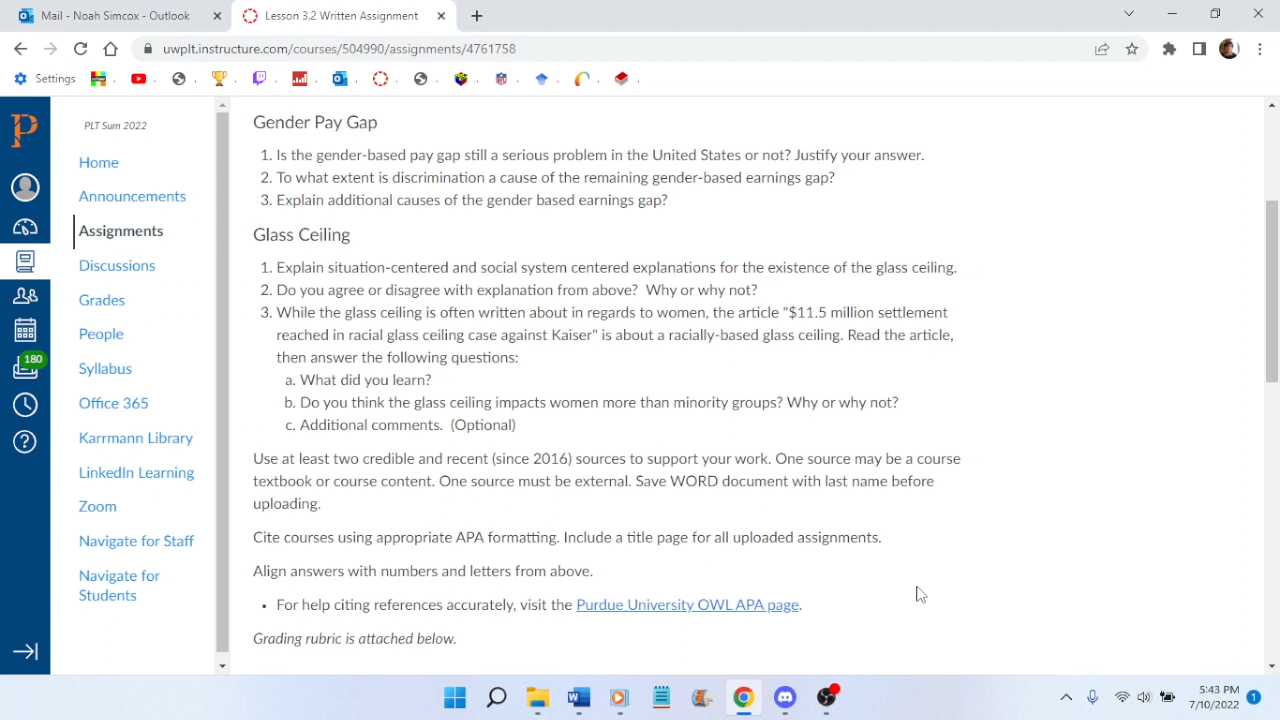 Mail - Noah Simcox - Outlook
Lesson 3.2 Written Assignment
uwplt.instructure.com/courses/504990/assignments/4761758
Settings
PLT Sum 2022
Home
Announcements
Assignments
Discussions
Grades
People
Syllabus
Office 365
Karrmann Library
LinkedIn Learning
Zoom
Navigate for Staff
Navigate for
Students
180
Gender Pay Gap
1. Is the gender-based pay gap still a serious problem in the United States or not? Justify your answer.
2. To what extent is discrimination a cause of the remaining gender-based earnings gap?
3. Explain additional causes of the gender based earnings gap?
Glass Ceiling
1. Explain situation-centered and social system centered explanations for the existence of the glass ceiling.
2. Do you agree or disagree with explanation from above?  Why or why not?
3. While the glass ceiling is often written about in regards to women, the article "$11.5 million settlement
reached in racial glass ceiling case against Kaiser" is about a racially-based glass ceiling. Read the article,
then answer the following questions:
a. What did you learn?
b. Do you think the glass ceiling impacts women more than minority groups? Why or why not?
c. Additional comments.  (Optional)
Use at least two credible and recent (since 2016) sources to support your work. One source may be a course
textbook or course content. One source must be external. Save WORD document with last name before
uploading.
Cite courses using appropriate APA formatting. Include a title page for all uploaded assignments.
Align answers with numbers and letters from above.
• For help citing references accurately, visit the Purdue University OWL APA page.
Grading rubric is attached below.
5:43 PM
7/10/2022
1